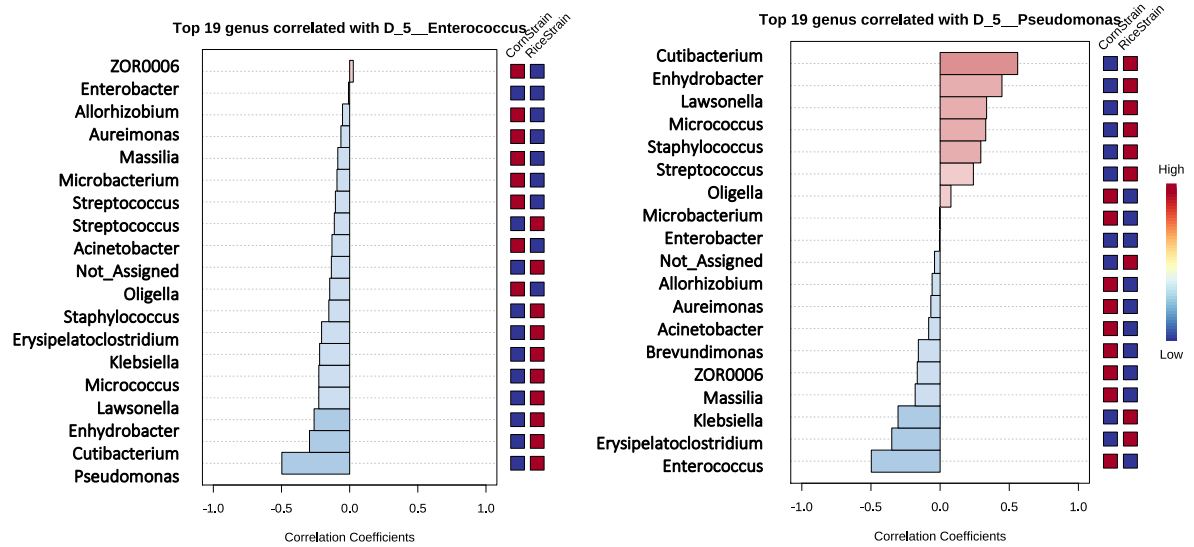 Top 19 genus correlated with D_5__Enterococcus
CornStrain
RiceStrain
ZOR0006
Enterobacter
Allorhizobium
Aureimonas
Massilia
Microbacterium
Streptococcus
Streptococcus
Acinetobacter
Not_Assigned
Oligella
Staphylococcus
Erysipelatoclostridium
Klebsiella
Micrococcus
Lawsonella
Enhydrobacter
Cutibacterium
Pseudomonas
-1.0 -0.5 0.0 0.5 1.0
Correlation Coefficients
Top 19 genus correlated with D_5__Pseudomonas
CornStrain
RiceStrain
Cutibacterium
Enhydrobacter
Lawsonella
Micrococcus
Staphylococcus
Streptococcus
Oligella
Microbacterium
Enterobacter
Not_Assigned
Allorhizobium
Aureimonas
Acinetobacter
Brevundimonas
ZOR0006
Massilia
Klebsiella
Erysipelatoclostridium
Enterococcus
-1.0 -0.5 0.0 0.5 1.0
Correlation Coefficients
High
Low